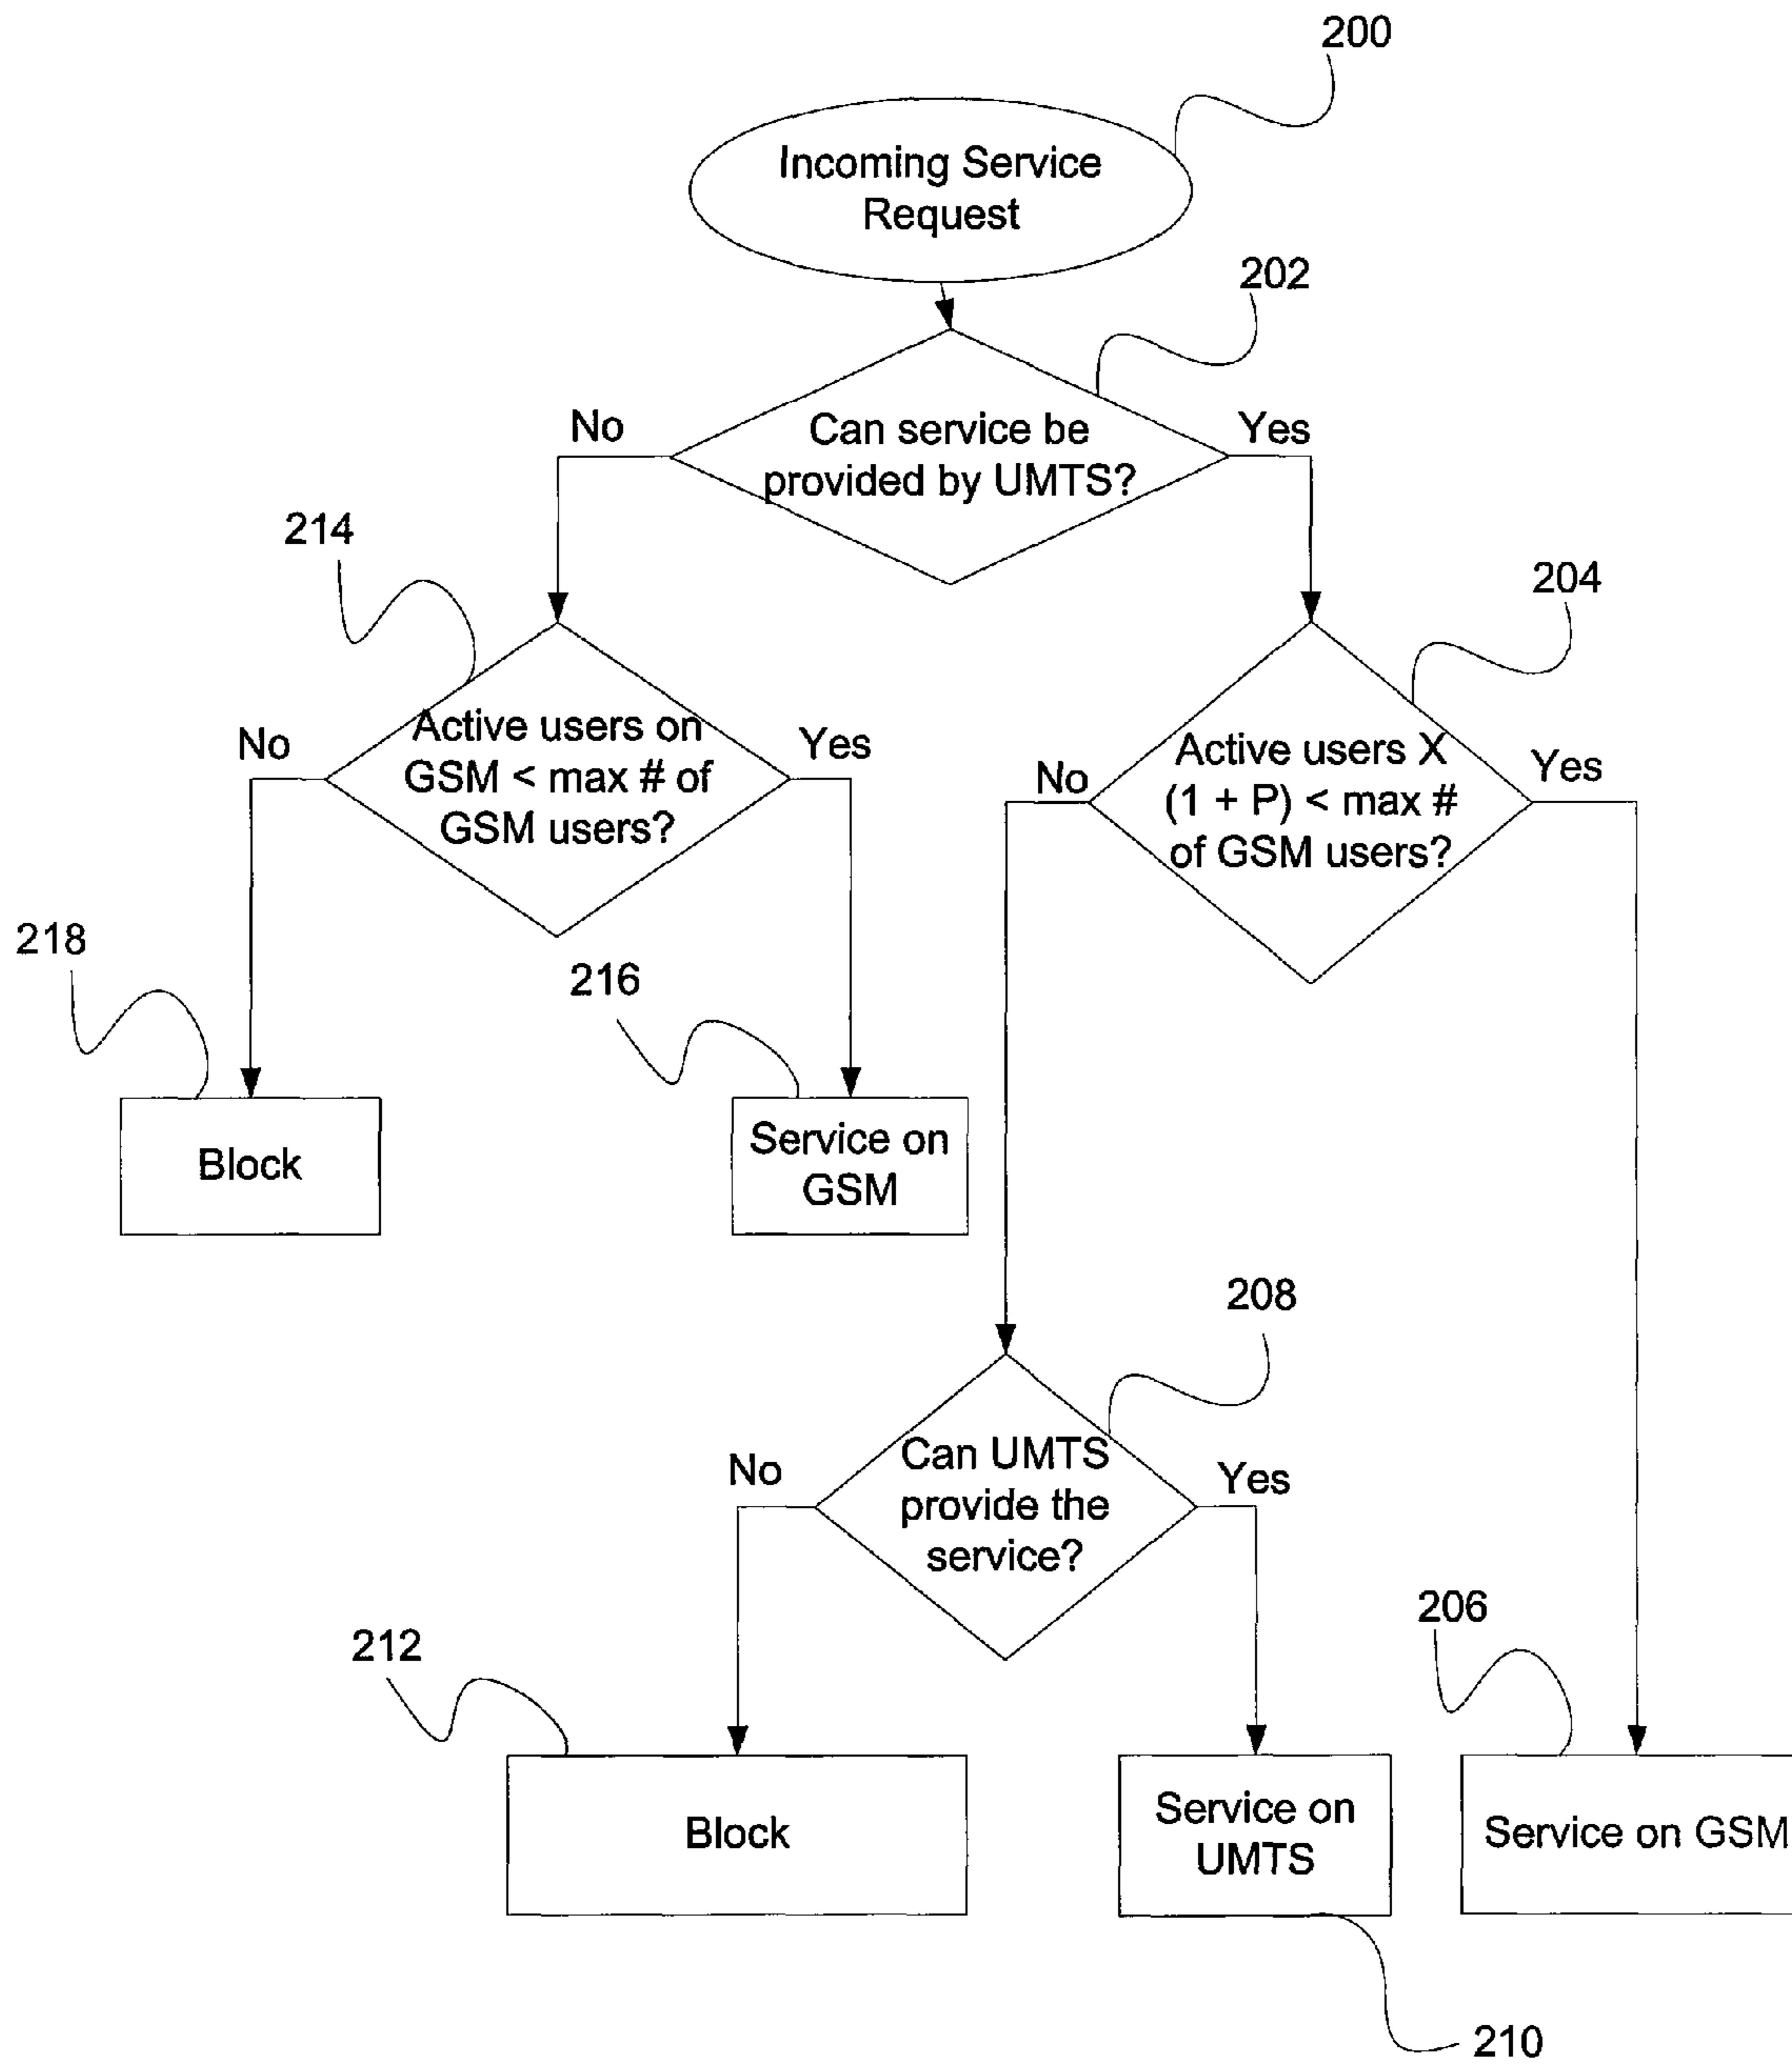 200
Incoming Service
Request
202
No
Can service be
provided by UMTS?
Yes
214
204
No
Active users on
GSM < max # of
GSM users?
Yes
No
Active users X
(1 + P) < max #
of GSM users?
Yes
218
216
Block
Service on
GSM
208
No
Can UMTS
provide the
service?
Yes
206
212
Block
Service on
UMTS
Service on GSM
210